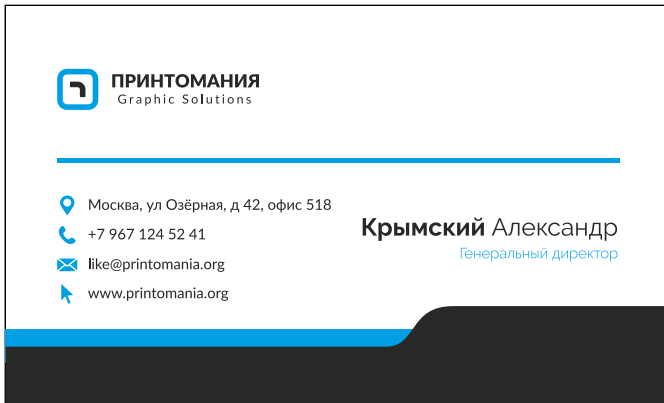 ПРИНТОМАНИЯ
Graphic Solutions
Москва, ул Озёрная, д 42, офис 518
+7 967 124 52 41
like@printomania.org
www.printomania.org
Крымский Александр
Генеральный директор